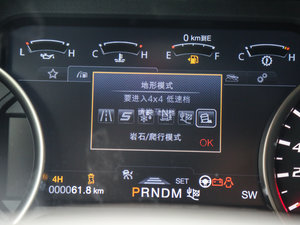 0 km到E
L H C H E F C H
地形模式
要进入4x4 低速档
S
岩石/爬行模式
OK
4H SET
000061.8 km PRNDM SW